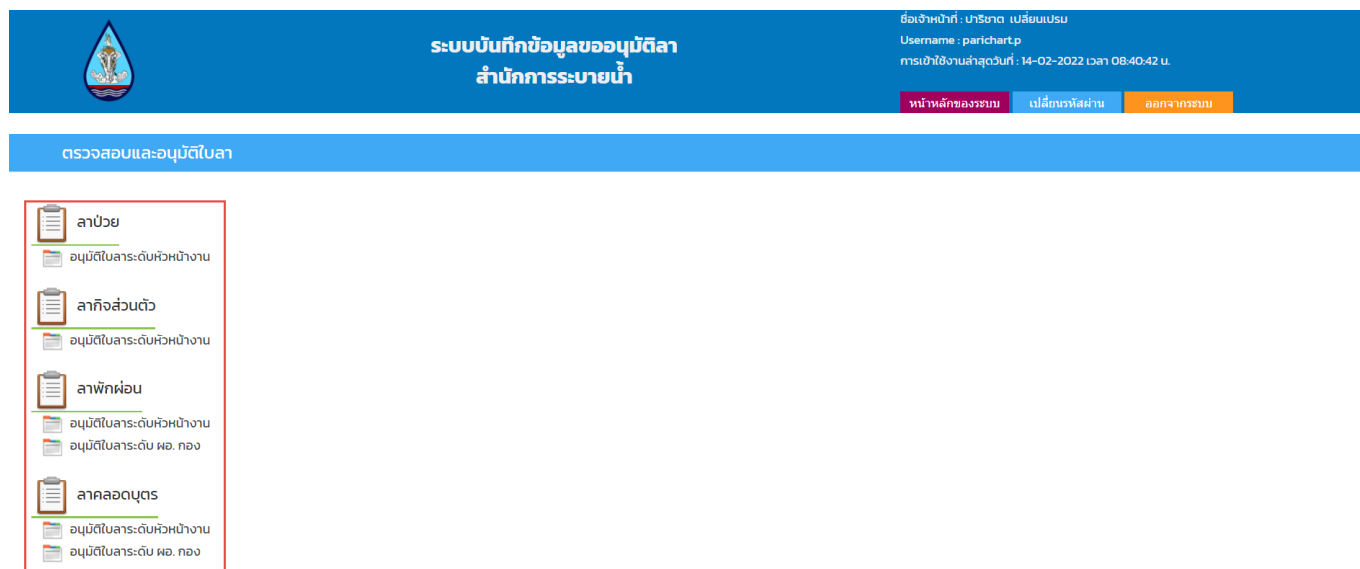 ระบบบันทึกข้อมูลขออนุมัติลา
สำนักการระบายน้ำ
ชื่อเจ้าหน้าที่ : ปาริชาต เปลี่ยนเปรม
Username : parichart.p
การเข้าใช้งานล่าสุดวันที่ : 14-02-2022 เวลา 08:40:42 น.
หน้าหลักของระบบ เปลี่ยนรหัสผ่าน ออกจากระบบ
ตรวจสอบและอนุมัติใบลา
ลาป่วย
อนุมัติใบลาระดับหัวหน้างาน
ลากิจส่วนตัว
อนุมัติใบลาระดับหัวหน้างาน
ลาพักผ่อน
อนุมัติใบลาระดับหัวหน้างาน
อนุมัติใบลาระดับ ผอ. กอง
ลาคลอดบุตร
อนุมัติใบลาระดับหัวหน้างาน
อนุมัติใบลาระดับ ผอ. กอง